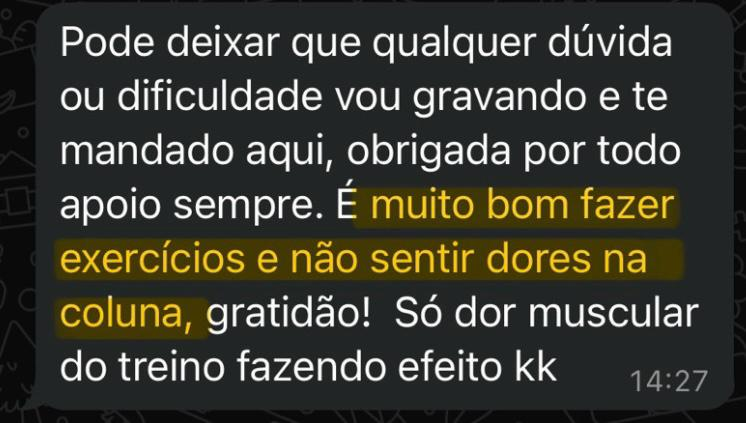 Pode deixar que qualquer dúvida
ou dificuldade vou gravando e te
mandado aqui, obrigada por todo
apoio sempre. É muito bom fazer
exercícios e não sentir dores na
coluna, gratidão!  Só dor muscular
do treino fazendo efeito kk
14:27